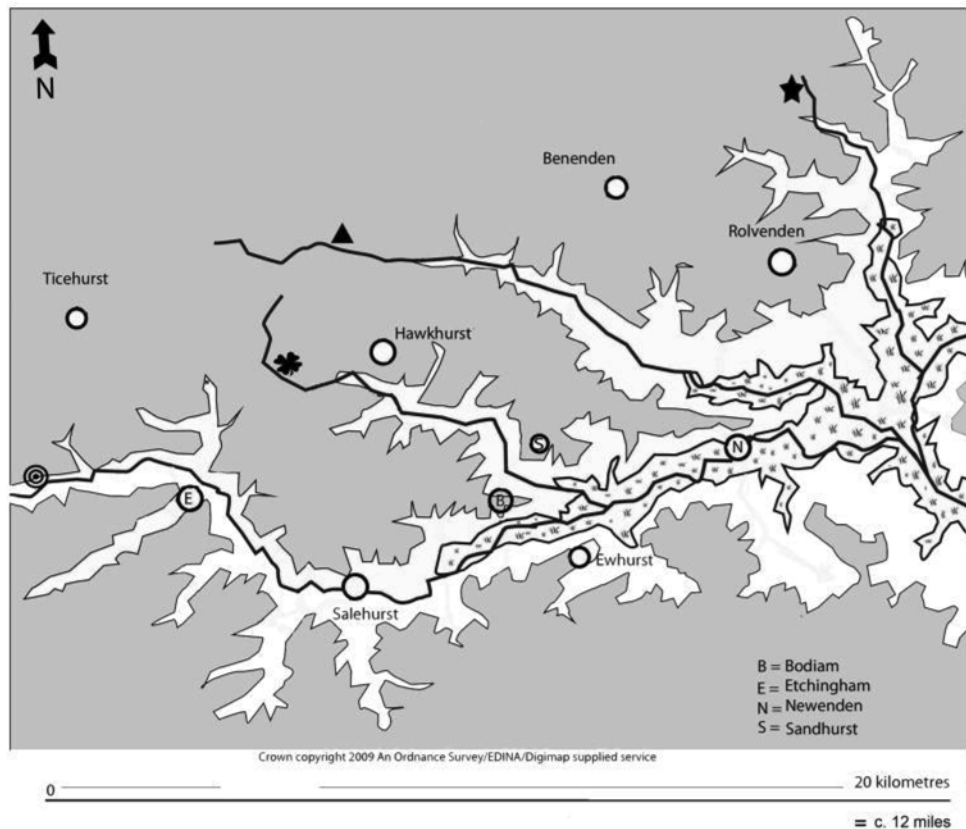 N
Benenden
Rolvenden
Ticehurst
Hawkhurst
S
N
E
B
Ewhurst
Salehurst
B = Bodiam
E = Etchingham
N = Newenden
S = Sandhurst
Crown copyright 2009 An Ordnance Survey/EDINA/Digimap supplied service
0 20 kilometres
= c. 12 miles